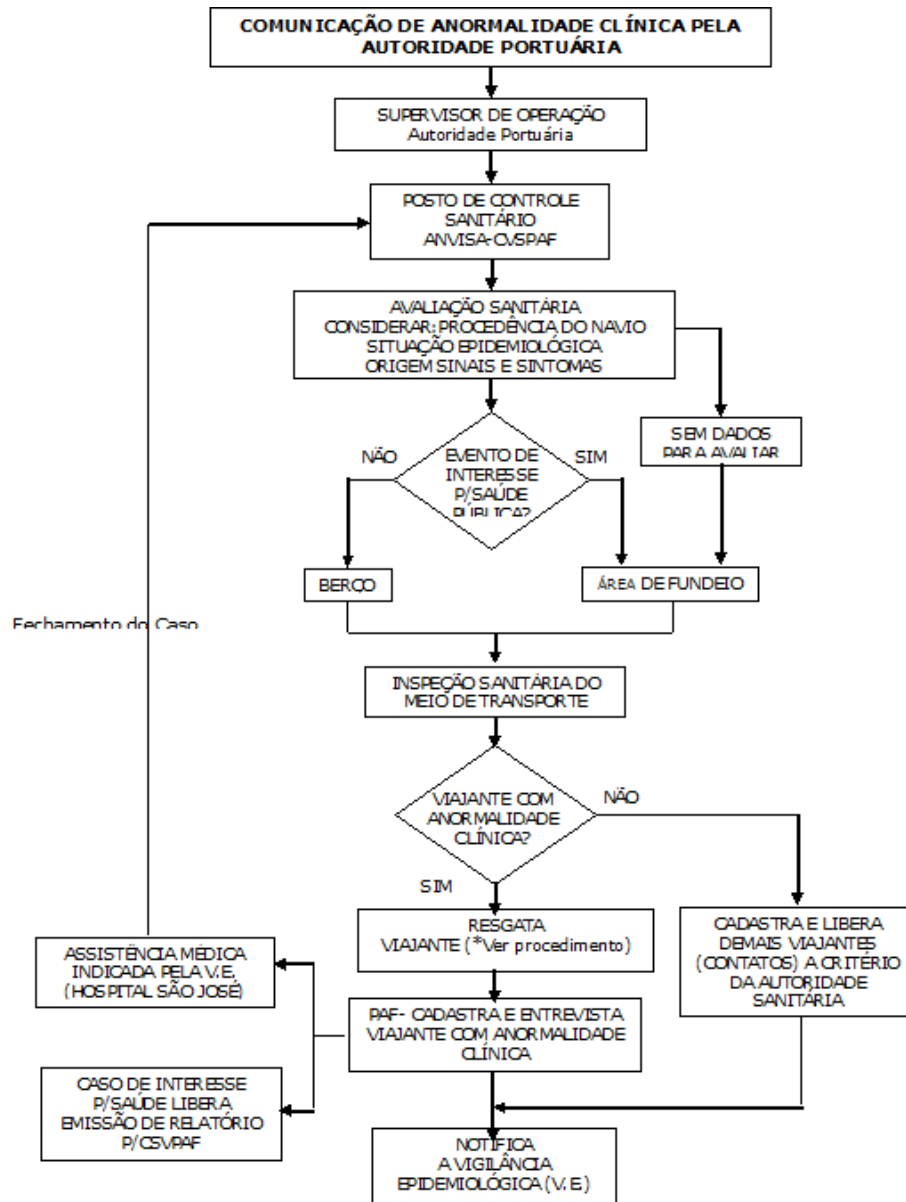 COMUNICAÇÃO DE ANORMALIDADE CLÍNICA PELA
AUTORIDADE PORTUÁRIA
SUPERVISOR DE OPERAÇÃO
Autoridade Portuária
POSTO DE CONTROLE
SANITÁRIO
ANVISA-CVSPAF
AVALIAÇÃO SANITÁRIA
CONSIDERAR: PROCEDÊNCIA DO NAVIO
SITUAÇÃO EPIDEMIOLÓGICA
ORIGEM SINAIS E SINTOMAS
SEM DADOS
PARA AVALIAR
NÃO
EVENTO DE
INTERESSE
P/SAÚDE
PÚBLICA?
SIM
BERÇO
ÁREA DE FUNDEIO
Fechamento do Caso
INSPEÇÃO SANITÁRIA DO
MEIO DE TRANSPORTE
VIAJANTE COM
ANORMALIDADE
CLÍNICA?
NÃO
SIM
RESGATA
VIAJANTE (*Ver procedimento)
CADASTRA E LIBERA
DEMAIS VIAJANTES
(CONTATOS) A CRITÉRIO
DA AUTORIDADE
SANITÁRIA
ASSISTÊNCIA MÉDICA
INDICADA PELA V.E.
(HOSPITAL SÃO JOSÉ)
PAF- CADASTRA E ENTREVISTA
VIAJANTE COM ANORMALIDADE
CLÍNICA
CASO DE INTERESSE
P/SAÚDE LIBERA
EMISSÃO DE RELATÓRIO
P/CSVPAF
NOTIFICA
A VIGILÂNCIA
EPIDEMIOLÓGICA (V.E.)